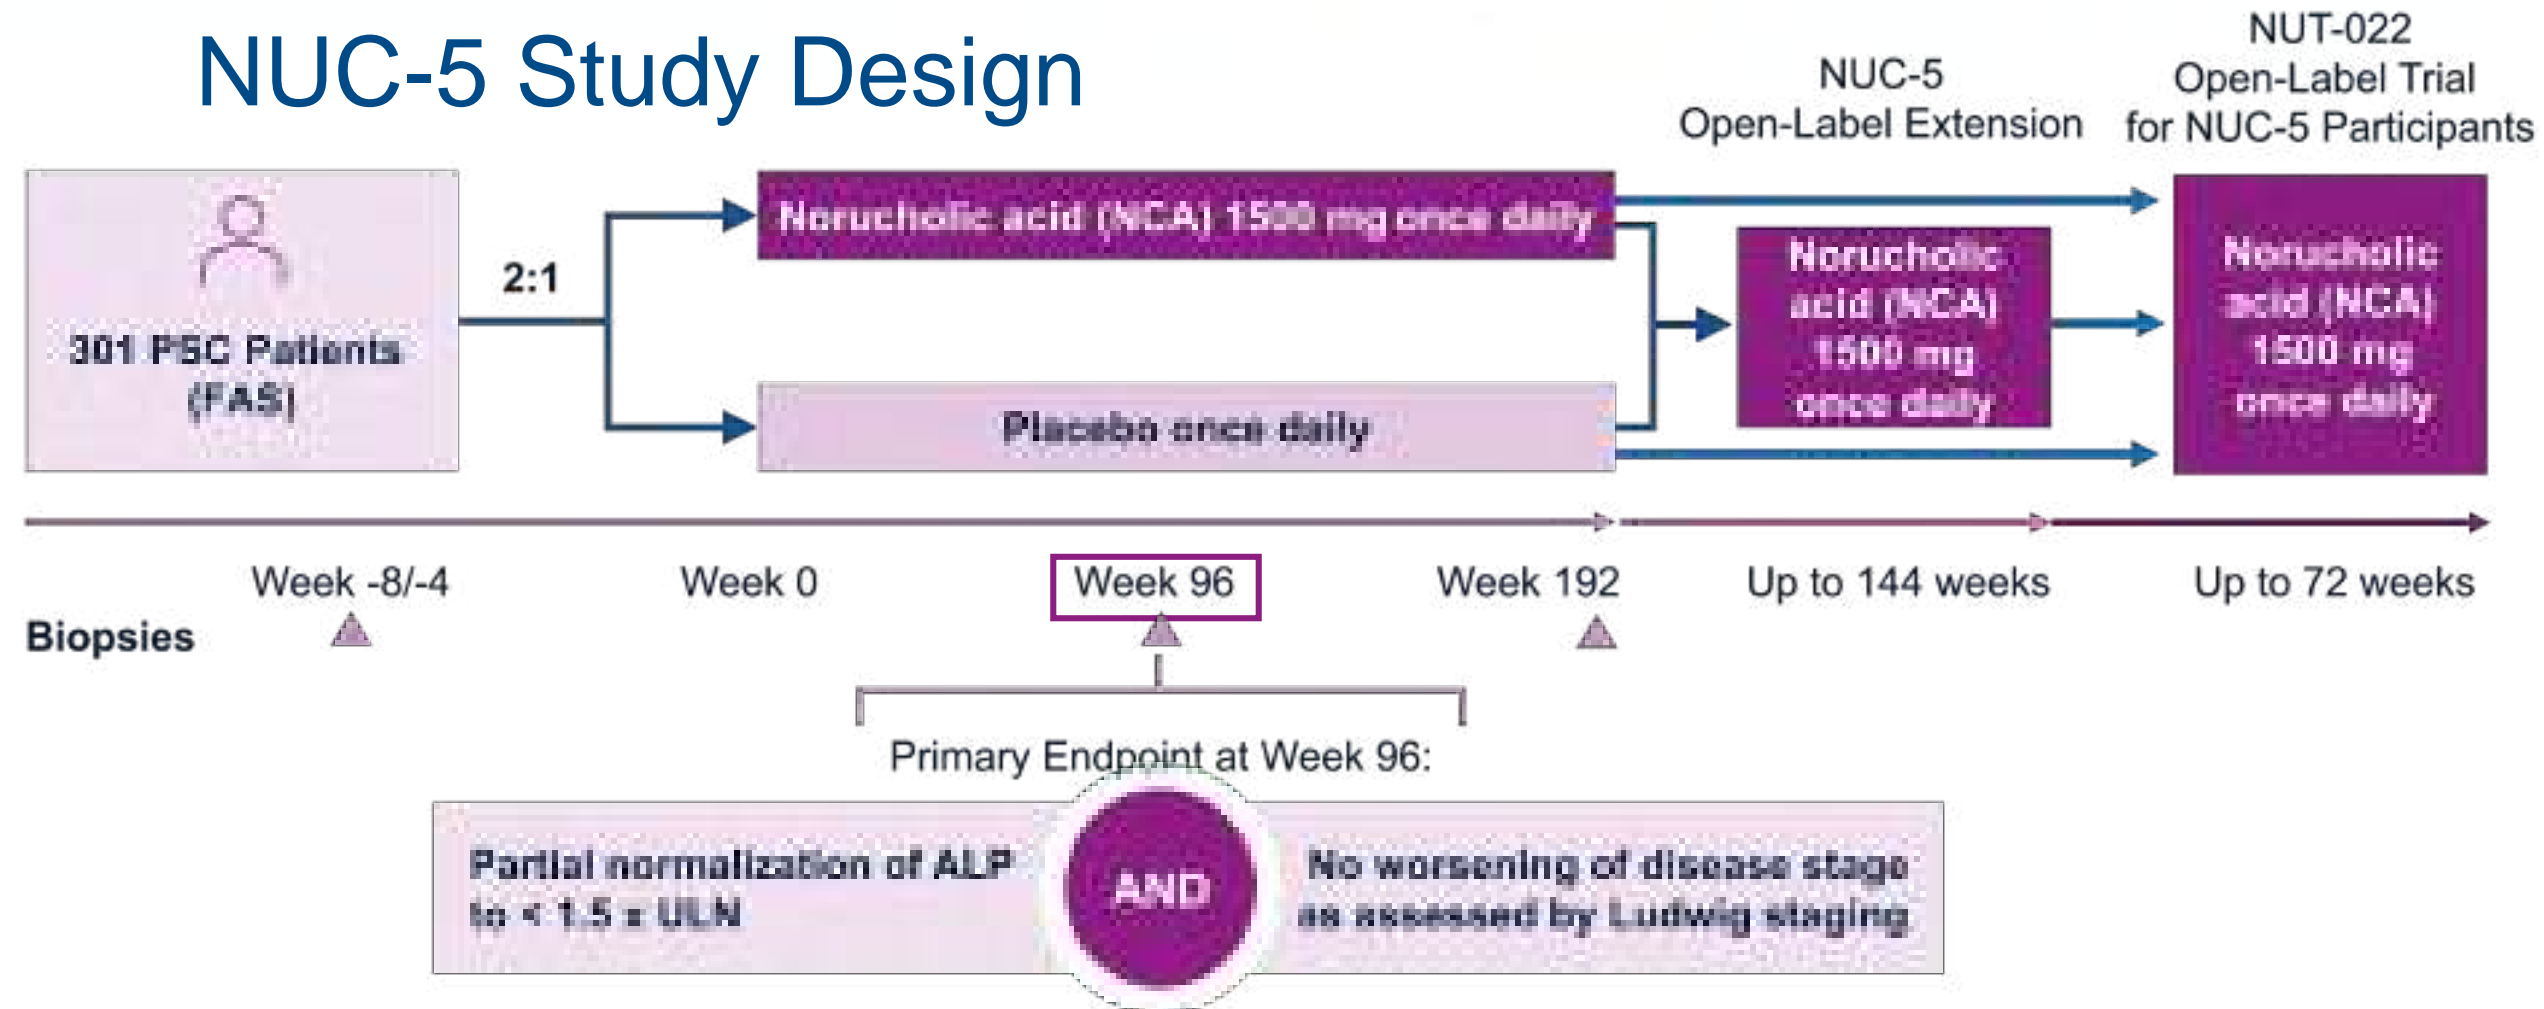 NUC-5 Study Design
NUC-5
Open-Label Extension
NUT-022
Open-Label Trial
for NUC-5 Participants
301 PSC Patients
(FAS)
2:1
Norucholic acid (NCA) 1500 mg once daily
Placebo once daily
Norucholic
acid (NCA)
1500 mg
once daily
Norucholic
acid (NCA)
1500 mg
once daily
Week -8/-4
Week 0
Week 96
Week 192
Up to 144 weeks
Up to 72 weeks
Biopsies
Primary Endpoint at Week 96:
Partial normalization of ALP
to < 1.5 x ULN
AND
No worsening of disease stage
as assessed by Ludwig staging